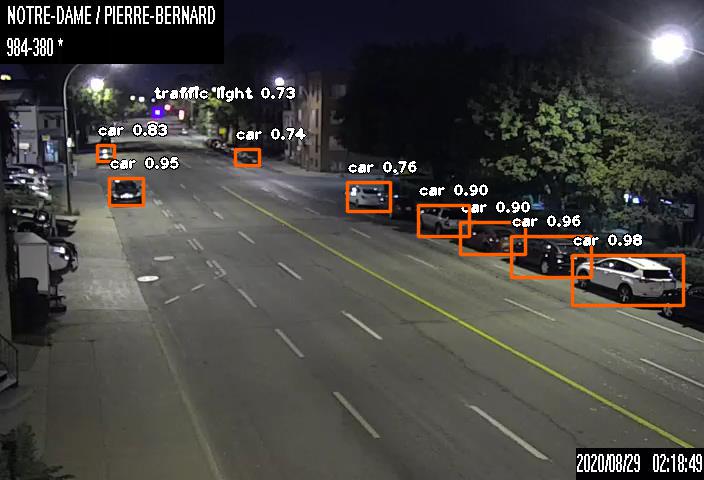 NOTRE-DAME / PIERRE-BERNARD
984-380 *
traffic light 0.73
car 0.83
car 0.74
car 0.95
car 0.76
car 0.90
car 0.90
car 0.96
car 0.98
2020/08/29 02:18:49